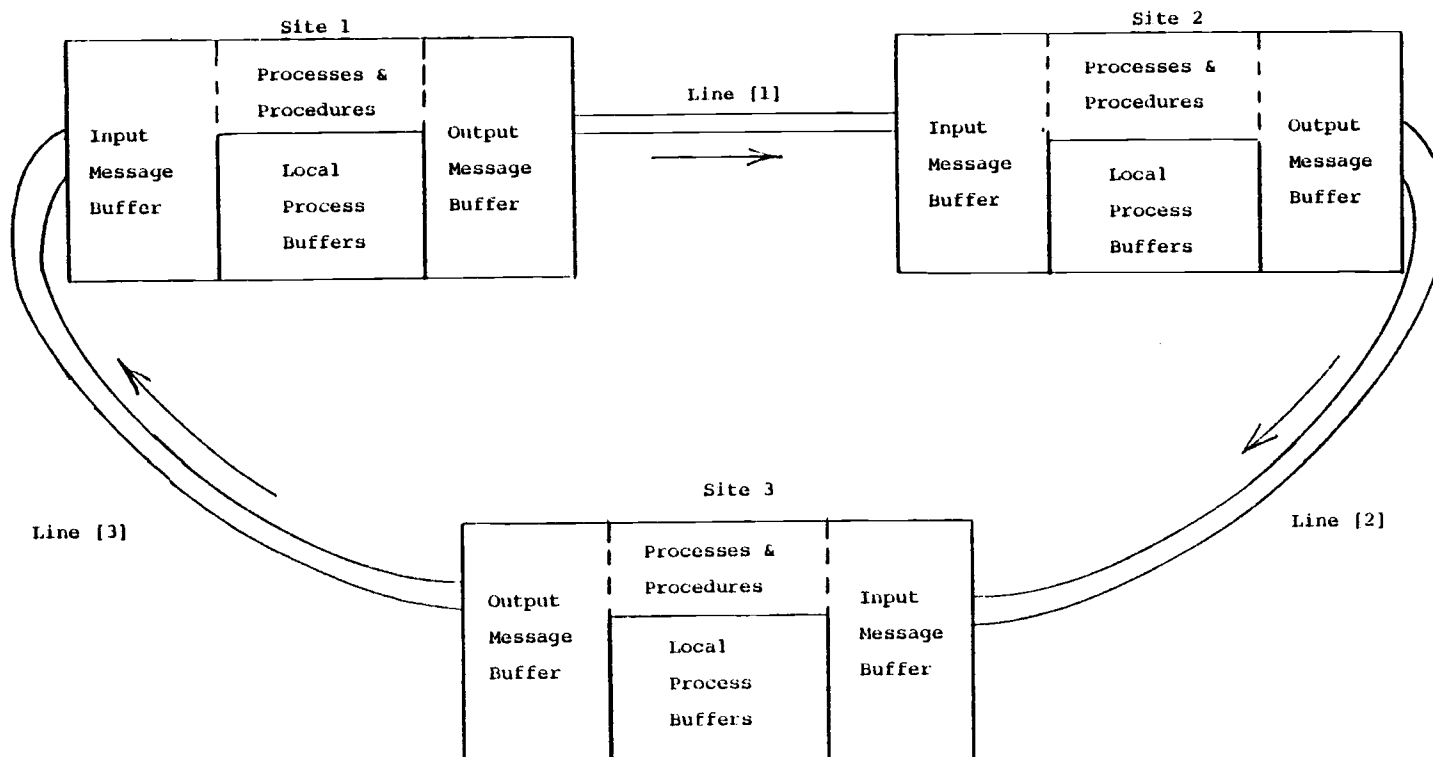 Site 1
Processes &
Procedures
Input
Message
Buffer
Local
Process
Buffers
Output
Message
Buffer
Line [1]
Site 2
Processes &
Procedures
Input
Message
Buffer
Local
Process
Buffers
Output
Message
Buffer
Line [3]
Line [2]
Site 3
Processes &
Procedures
Output
Message
Buffer
Local
Process
Buffers
Input
Message
Buffer